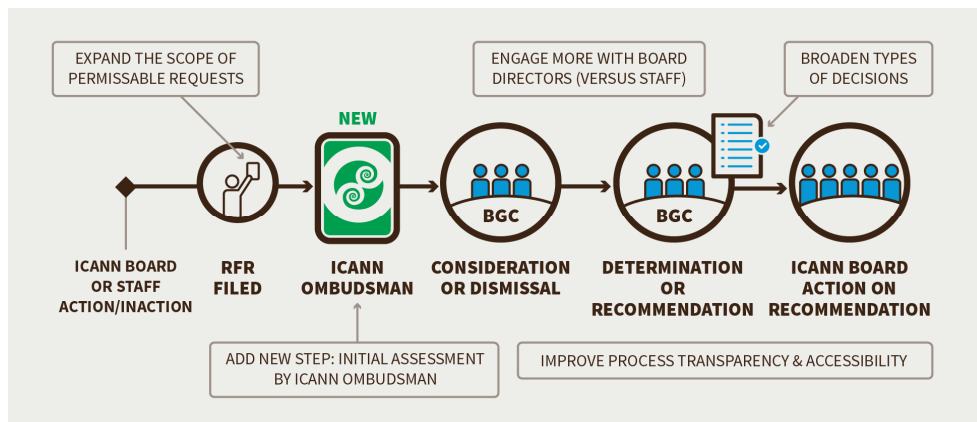 EXPAND THE SCOPE OF
PERMISSABLE REQUESTS
ENGAGE MORE WITH BOARD
DIRECTORS (VERSUS STAFF)
BROADEN TYPES
OF DECISIONS
NEW
BGC
BGC
ICANN BOARD
OR STAFF
ACTION/INACTION
RFR
FILED
ICANN
OMBUDSMAN
CONSIDERATION
OR DISMISSAL
DETERMINATION
OR
RECOMMENDATION
ICANN BOARD
ACTION ON
RECOMMENDATION
ADD NEW STEP: INITIAL ASSESSMENT
BY ICANN OMBUDSMAN
IMPROVE PROCESS TRANSPARENCY & ACCESSIBILITY